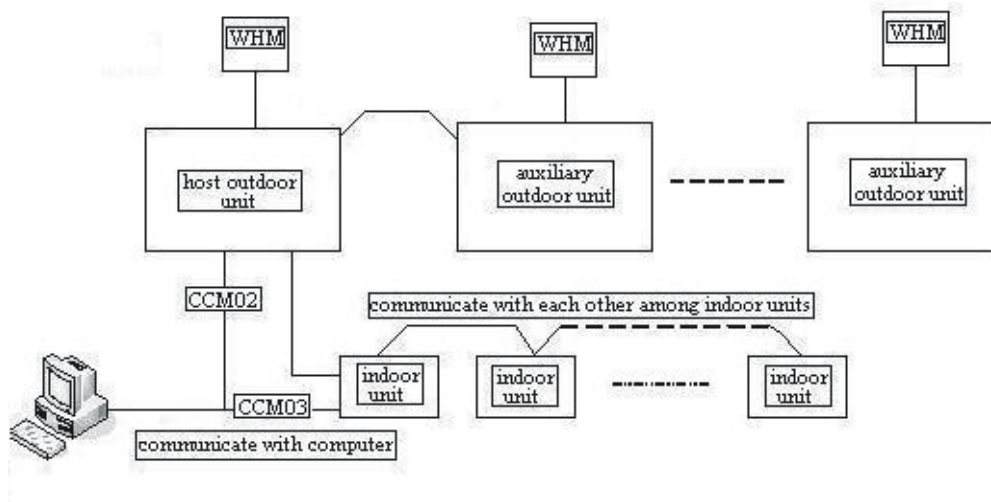 WHM
WHM
WHM
host outdoor
unit
auxiliary
outdoor unit
auxiliary
outdoor unit
CCM02
communicate with each other among indoor units
indoor
unit
indoor
unit
indoor
unit
CCM03
communicate with computer